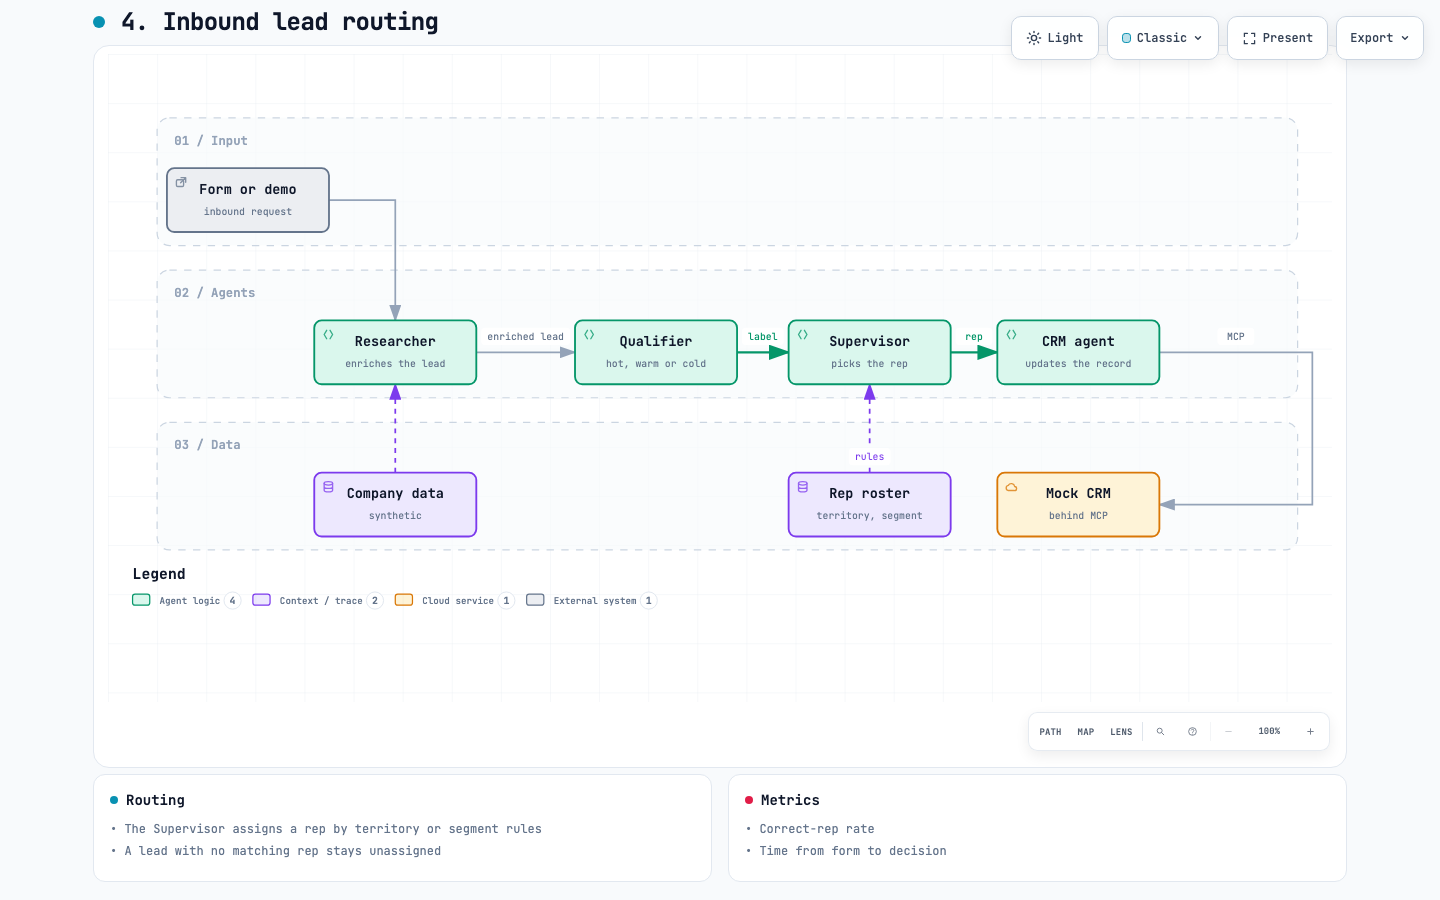 4. Inbound lead routing
Light
Classic
Present
Export
01 / Input
Form or demo
inbound request
02 / Agents
Researcher
enriches the lead
enriched lead
Qualifier
hot, warm or cold
label
Supervisor
picks the rep
rep
CRM agent
updates the record
MCP
03 / Data
Company data
synthetic
rules
Rep roster
territory, segment
Mock CRM
behind MCP
Legend
Agent logic 4
Context / trace 2
Cloud service 1
External system 1
PATH
MAP
LENS
100%
Routing
• The Supervisor assigns a rep by territory or segment rules
• A lead with no matching rep stays unassigned
Metrics
• Correct-rep rate
• Time from form to decision